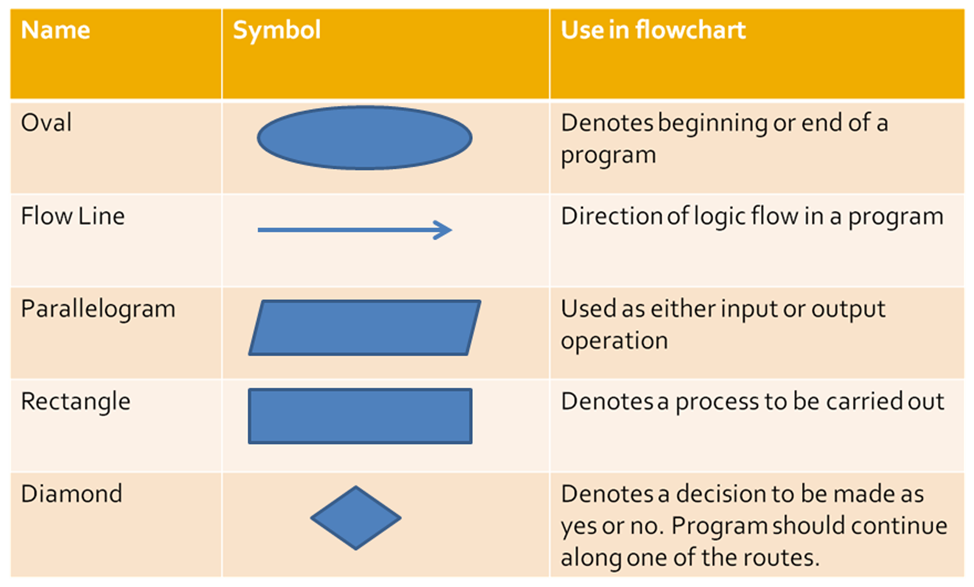 Name Symbol Use in flowchart
Oval Denotes beginning or end of a
program
Flow Line Direction of logic flow in a program
Parallelogram Used as either input or output
operation
Rectangle Denotes a process to be carried out
Diamond Denotes a decision to be made as
yes or no. Program should continue
along one of the routes.